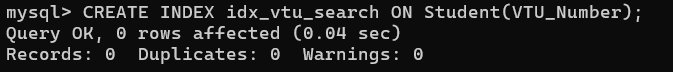 mysql> CREATE INDEX idx_vtu_search ON Student(VTU_Number);
Query OK, 0 rows affected (0.04 sec)
Records: 0  Duplicates: 0  Warnings: 0